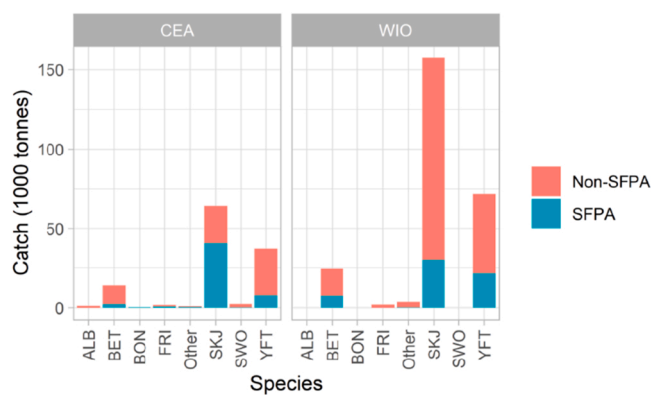 CEA WIO
150
100
50
0
Catch (1000 tonnes)
ALB BET BON FRI Other SKJ SWO YFT ALB BET BON FRI Other SKJ SWO YFT
Species
Non-SFPA
SFPA